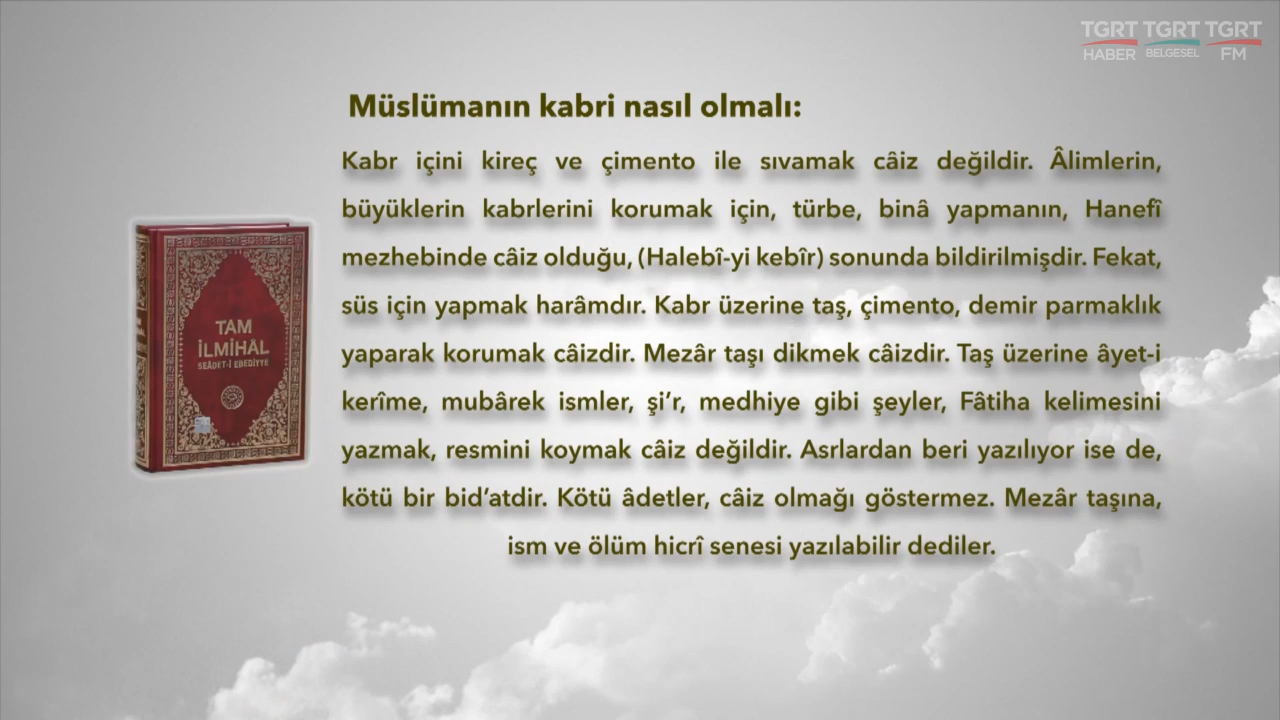 TGRT TGRT TGRT
HABER BELGESEL FM
Müslümanın kabri nasıl olmalı:
Kabr içini kireç ve çimento ile sıvamak câiz değildir. Âlimlerin,
büyüklerin kabrlerini korumak için, türbe, binâ yapmanın, Hanefî
mezhebinde câiz olduğu, (Halebî-yi kebîr) sonunda bildirilmişdir. Fekat,
süs için yapmak harâmdır. Kabr üzerine taş, çimento, demir parmaklık
yaparak korumak câizdir. Mezâr taşı dikmek câizdir. Taş üzerine âyet-i
kerîme, mubârek ismler, şi’r, medhiye gibi şeyler, Fâtiha kelimesini
yazmak, resmini koymak câiz değildir. Asrlardan beri yazılıyor ise de,
kötü bir bid’atdir. Kötü âdetler, câiz olmağı göstermez. Mezâr taşına,
ism ve ölüm hicrî senesi yazılabilir dediler.
TAM
İLMİHÂL
SEÂDET-İ EBEDİYYE